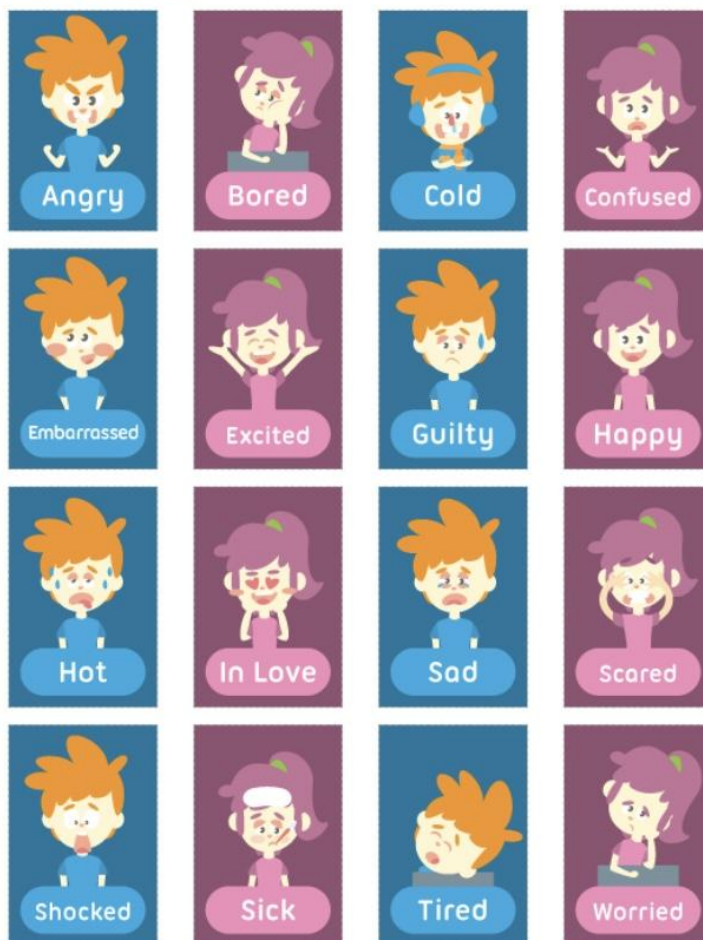 Angry
Bored
Cold
Confused
Embarrassed
Excited
Guilty
Happy
Hot
In Love
Sad
Scared
Shocked
Sick
Tired
Worried